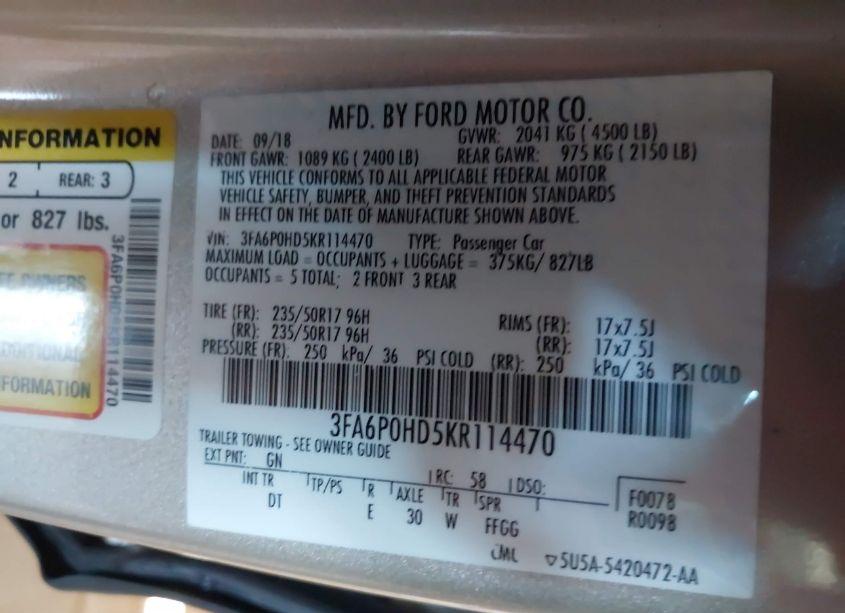 NFORMATION
2 REAR: 3
or 827 lbs.
3FA6P0HD5KR114470
OWNERS
ADDITIONAL
FORMATION
MFD. BY FORD MOTOR CO.
DATE: 09/18 GVWR: 2041 KG ( 4500 LB)
FRONT GAWR: 1089 KG ( 2400 LB) REAR GAWR: 975 KG ( 2150 LB)
THIS VEHICLE CONFORMS TO ALL APPLICABLE FEDERAL MOTOR
VEHICLE SAFETY, BUMPER, AND THEFT PREVENTION STANDARDS
IN EFFECT ON THE DATE OF MANUFACTURE SHOWN ABOVE.
VIN: 3FA6P0HD5KR114470 TYPE: Passenger Car
MAXIMUM LOAD = OCCUPANTS + LUGGAGE = 375KG/ 827LB
OCCUPANTS = 5 TOTAL; 2 FRONT 3 REAR
TIRE (FR): 235/50R17 96H RIMS (FR): 17x7.5J
(RR): 235/50R17 96H (RR): 17x7.5J
PRESSURE (FR): 250 kPa/ 36 PSI COLD (RR): 250 kPa/ 36 PSI COLD
3FA6P0HD5KR114470
TRAILER TOWING - SEE OWNER GUIDE
EXT PNT: GN RC: 58 DSO:
INT TR TP/PS R AXLE TR SPR F0078
DT E 30 W FFGG R0098
CML 5U5A-5420472-AA